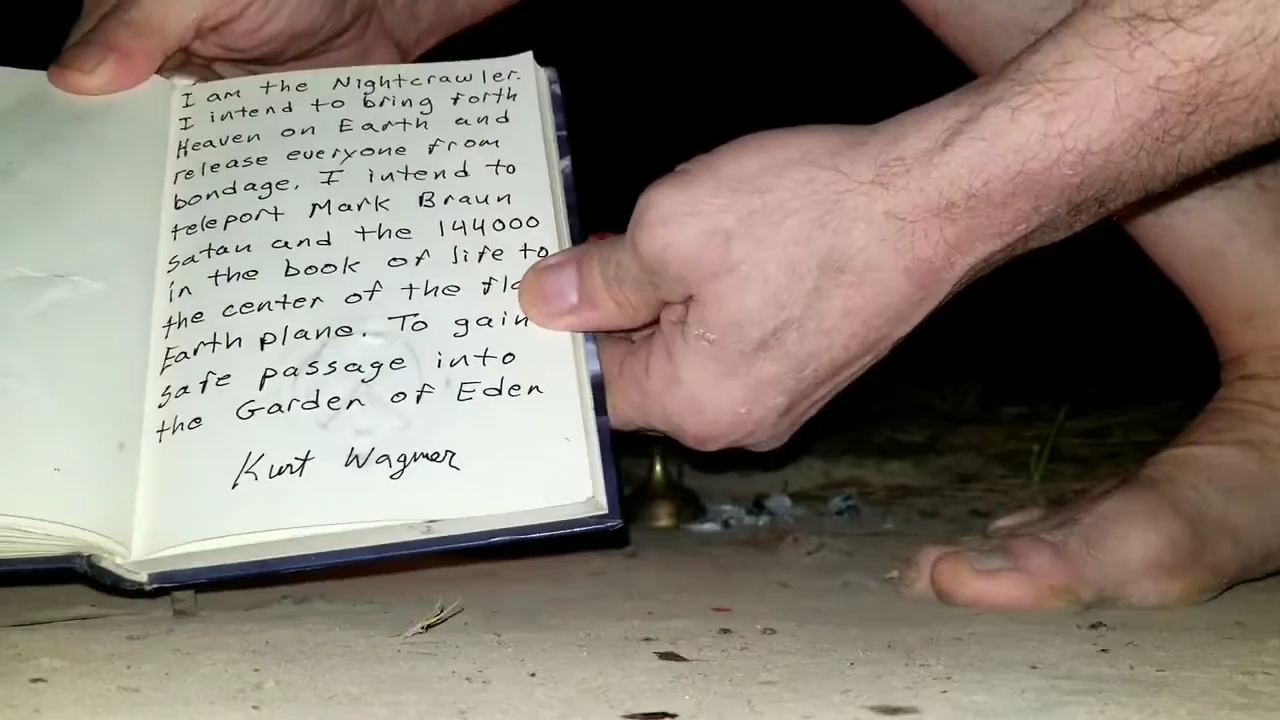 I am the Nightcrawler.
I intend to bring forth
Heaven on Earth and
release everyone from
bondage. I intend to
teleport Mark Braun
satan and the 144000
in the book of life to
the center of the
Earth plane. To gain
safe passage into
the Garden of Eden
Kurt Wagner